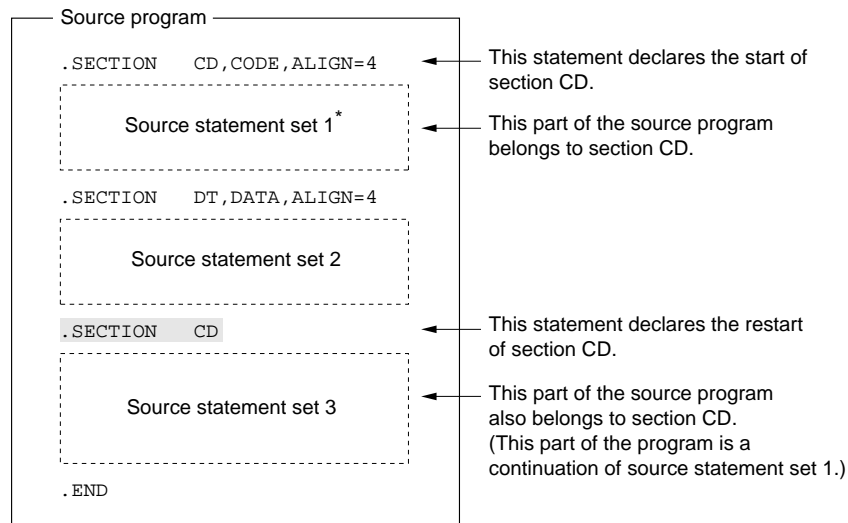 Source program
.SECTION CD,CODE,ALIGN=4
This statement declares the start of
section CD.
Source statement set 1*
This part of the source program
belongs to section CD.
.SECTION DT,DATA,ALIGN=4
Source statement set 2
.SECTION CD
This statement declares the restart
of section CD.
Source statement set 3
This part of the source program
also belongs to section CD.
(This part of the program is a
continuation of source statement set 1.)
.END